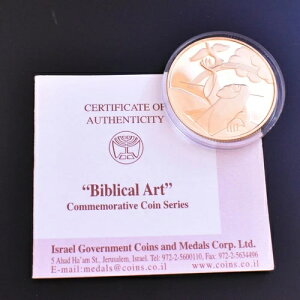 CERTIFICATE OF
AUTHENTICITY
“Biblical Art”
Commemorative Coin Series
Israel Government Coins and Medals Corp. Ltd.
5 Ahad Ha'am St., Jerusalem, Israel. Tel. 972-2-5600110, Fax. 972-2-5634496
E-mail:medals@coins.co.il coins.co.il